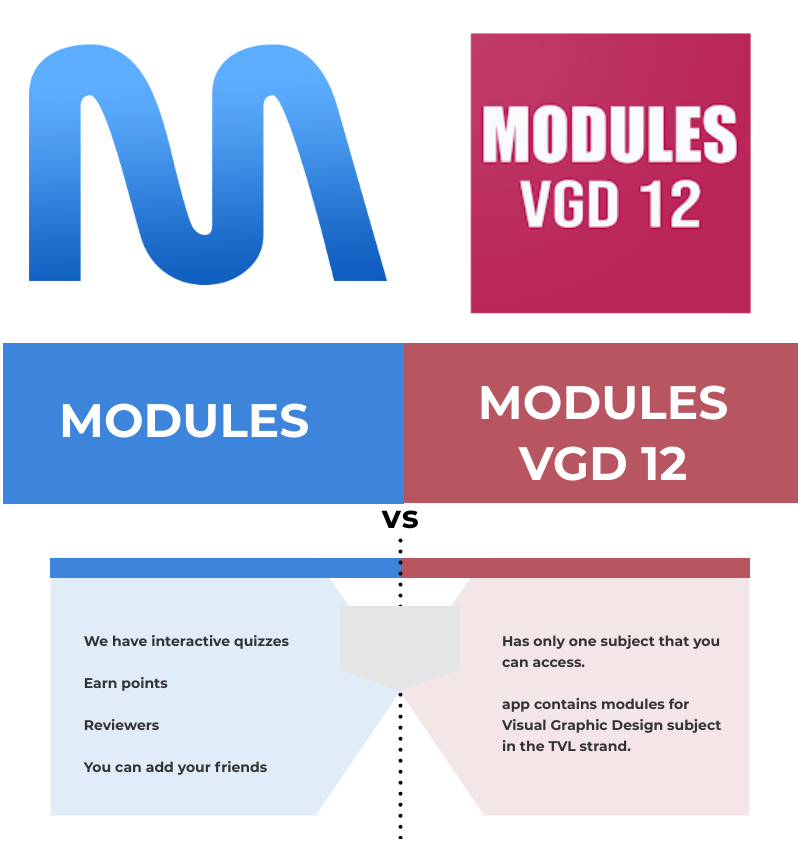 MODULES
VGD 12
MODULES
MODULES
VGD 12
vs
We have interactive quizzes
Earn points
Reviewers
You can add your friends
Has only one subject that you
can access.
app contains modules for
Visual Graphic Design subject
in the TVL strand.